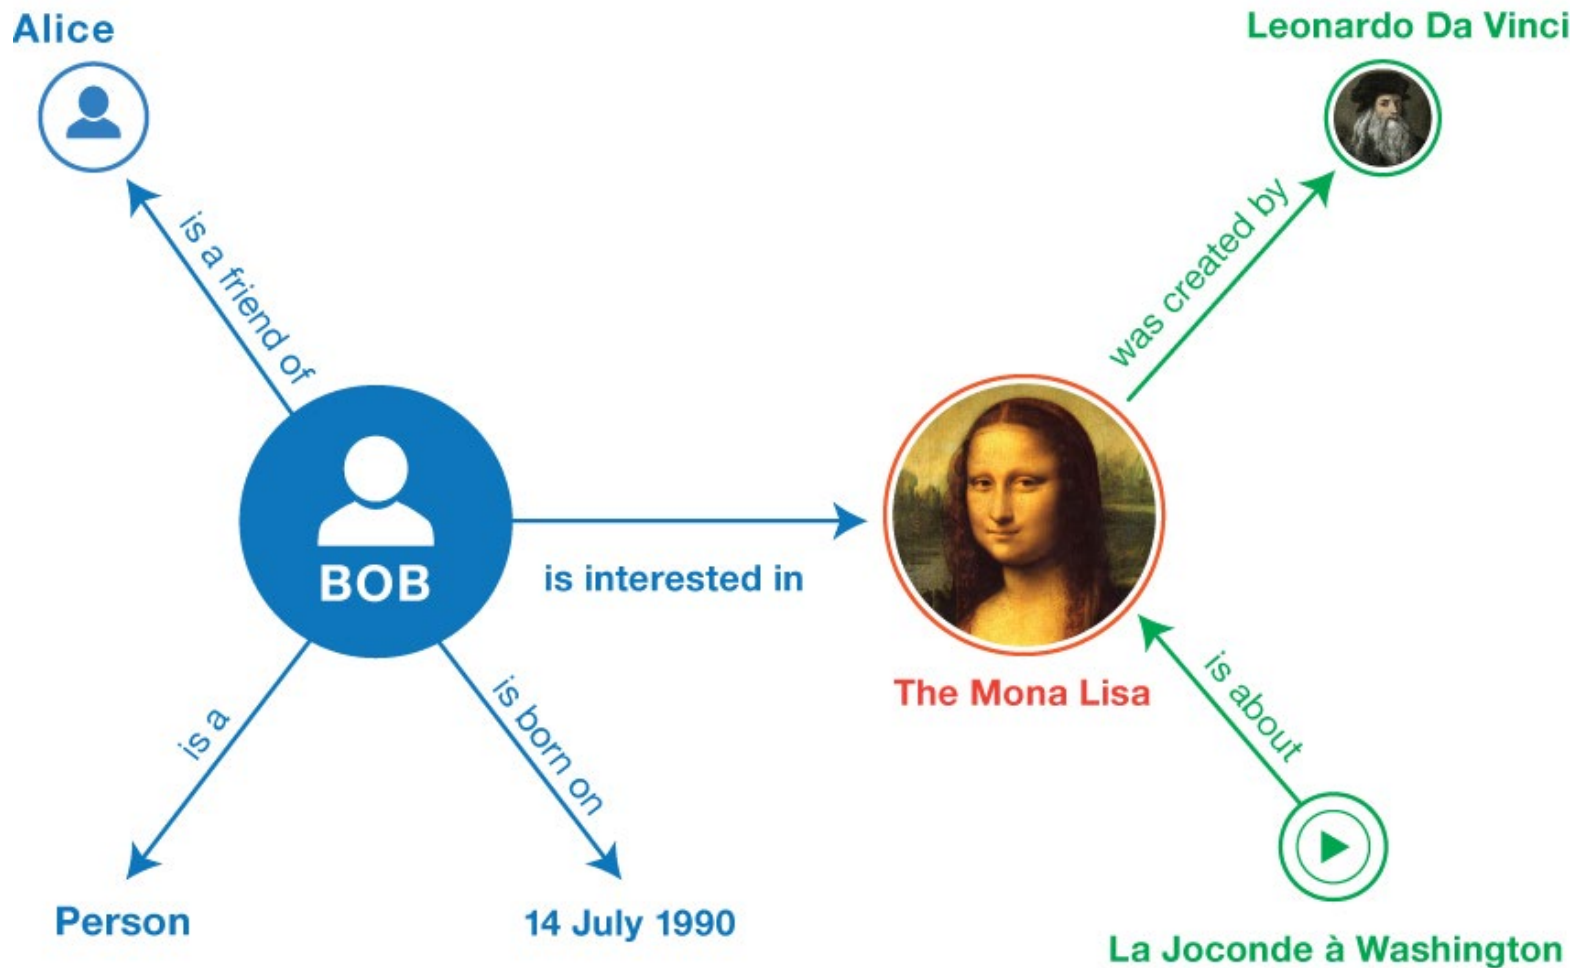 Alice
Leonardo Da Vinci
is a friend of
was created by
BOB
is interested in
The Mona Lisa
is a
is born on
is about
Person
14 July 1990
La Joconde à Washington